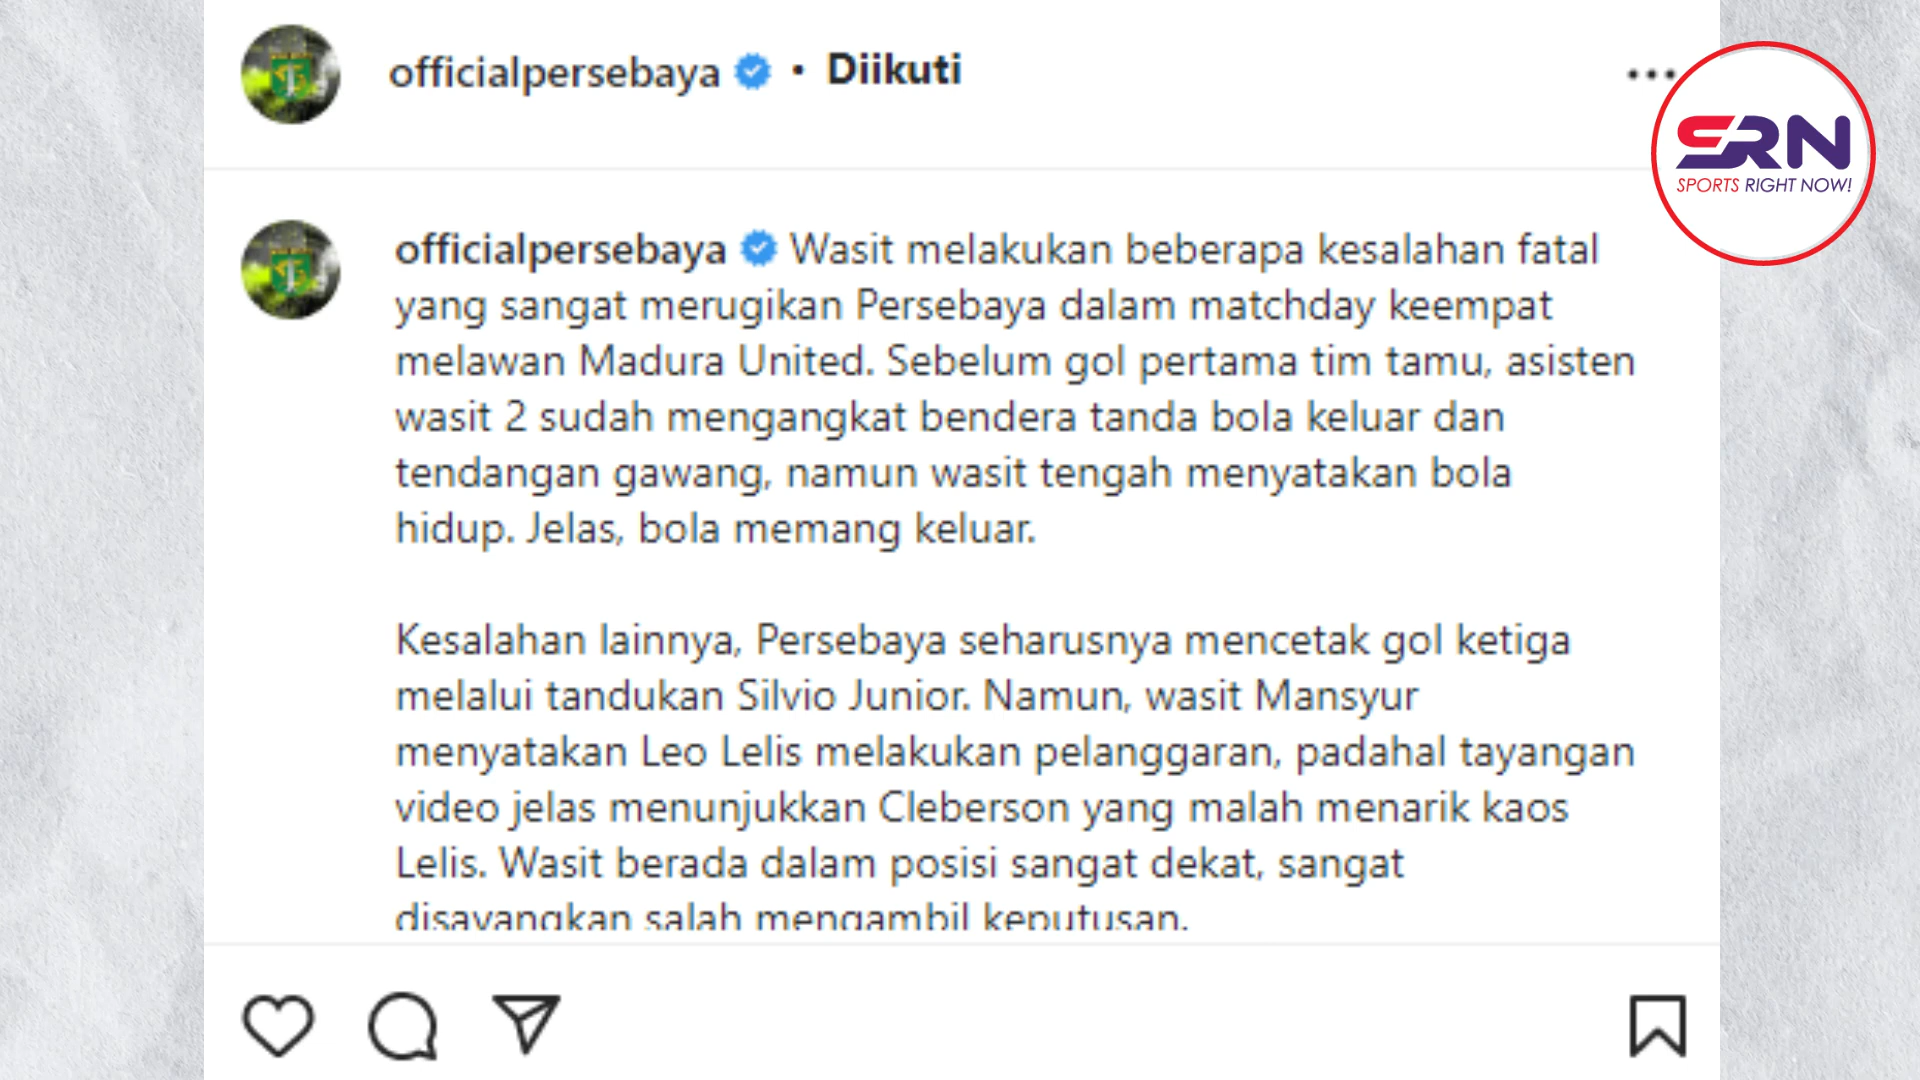 officialpersebaya • Diikuti
SRN
SPORTS RIGHT NOW!
officialpersebaya Wasit melakukan beberapa kesalahan fatal
yang sangat merugikan Persebaya dalam matchday keempat
melawan Madura United. Sebelum gol pertama tim tamu, asisten
wasit 2 sudah mengangkat bendera tanda bola keluar dan
tendangan gawang, namun wasit tengah menyatakan bola
hidup. Jelas, bola memang keluar.
Kesalahan lainnya, Persebaya seharusnya mencetak gol ketiga
melalui tandukan Silvio Junior. Namun, wasit Mansyur
menyatakan Leo Lelis melakukan pelanggaran, padahal tayangan
video jelas menunjukkan Cleberson yang malah menarik kaos
Lelis. Wasit berada dalam posisi sangat dekat, sangat
disayangkan salah mengambil keputusan.